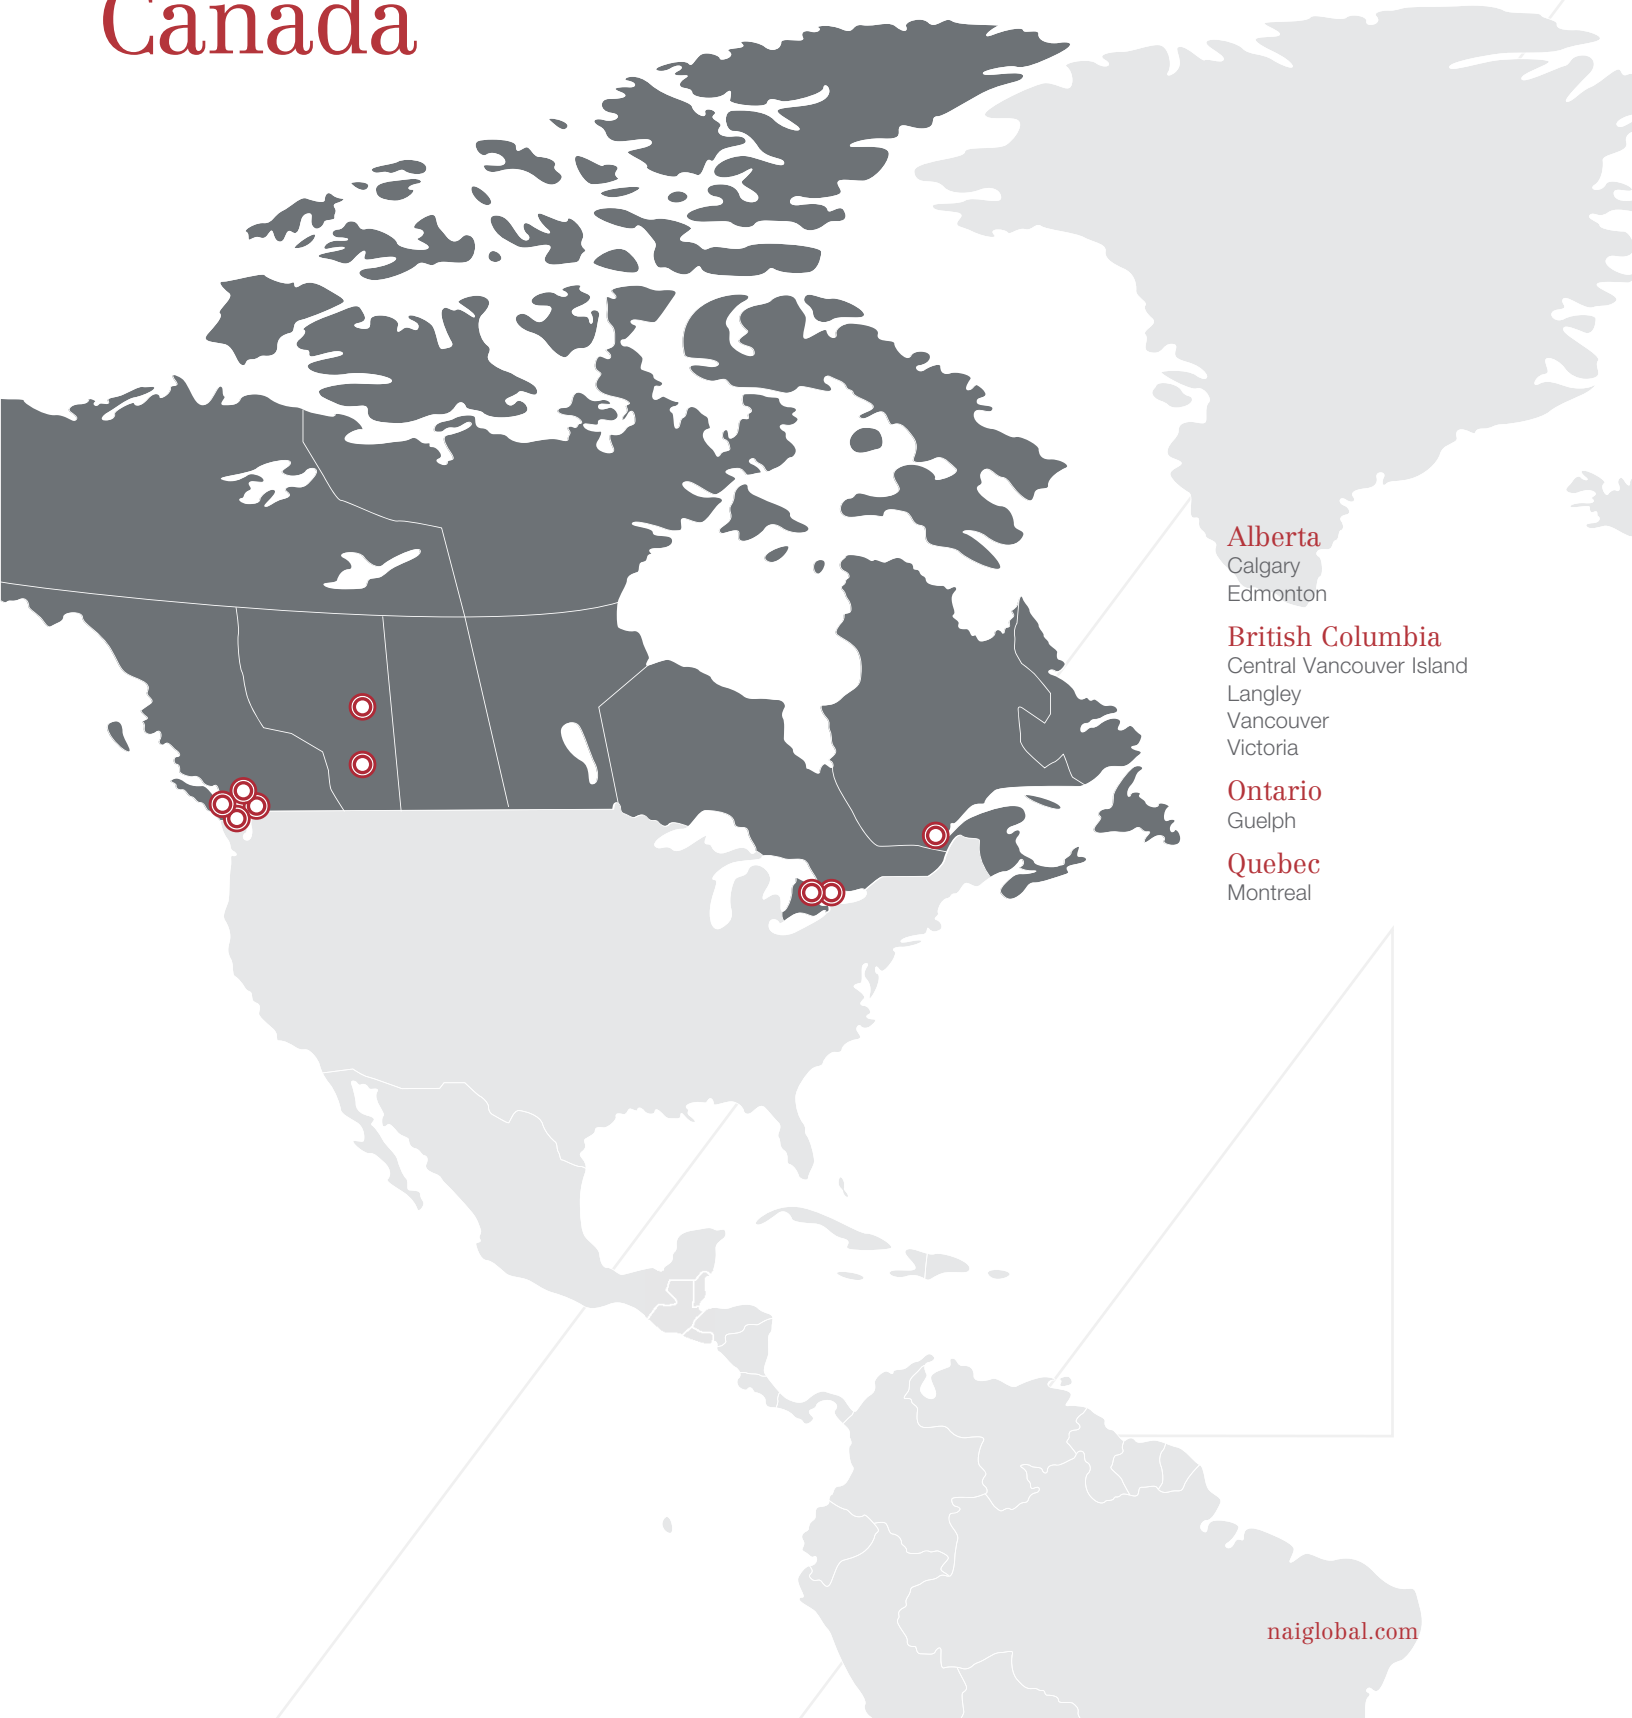 Canada
Alberta
Calgary
Edmonton
British Columbia
Central Vancouver Island
Langley
Vancouver
Victoria
Ontario
Guelph
Quebec
Montreal
naiglobal.com